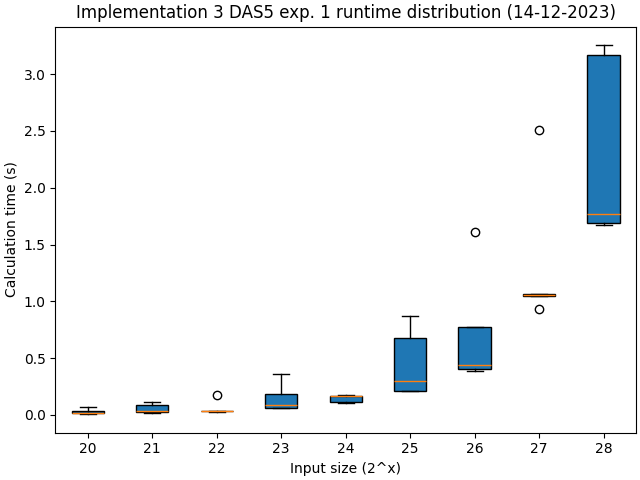 Implementation 3 DAS5 exp. 1 runtime distribution (14-12-2023)
Calculation time (s)
3.0
2.5
2.0
1.5
1.0
0.5
0.0
20 21 22 23 24 25 26 27 28
Input size (2^x)